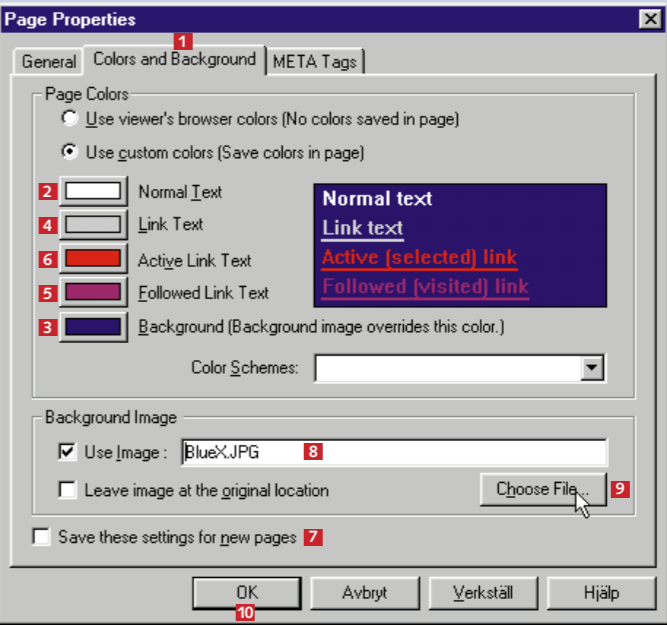 Page Properties
1
General Colors and Background META Tags
Page Colors
Use viewer's browser colors (No colors saved in page)
Use custom colors (Save colors in page)
2 Normal Text
Normal text
4 Link Text
Link text
6 Active Link Text
Active (selected) link
5 Followed Link Text
Followed (visited) link
3 Background (Background image overrides this color.)
Color Schemes:
Background Image
Use Image : BlueX.JPG 8
Leave image at the original location
Choose File... 9
Save these settings for new pages 7
OK Avbryt Verkställ Hjälp
10